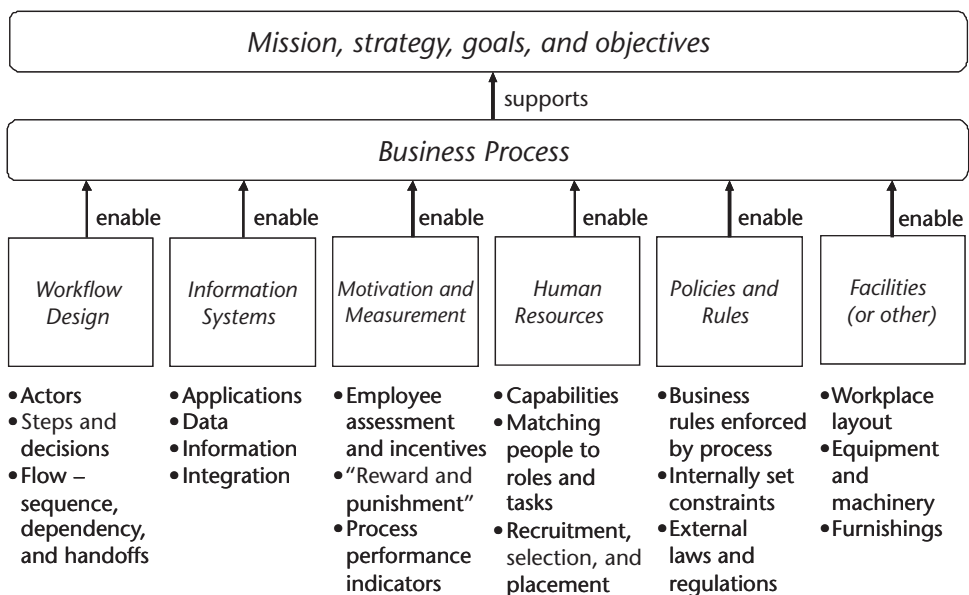 Mission, strategy, goals, and objectives
supports
Business Process
enable
enable
enable
enable
enable
enable
Workflow
Design
Information
Systems
Motivation and
Measurement
Human
Resources
Policies and
Rules
Facilities
(or other)
•Actors
•Steps and
decisions
•Flow –
sequence,
dependency,
and handoffs
•Applications
•Data
•Information
•Integration
•Employee
assessment
and incentives
•“Reward and
punishment”
•Process
performance
indicators
•Capabilities
•Matching
people to
roles and
tasks
•Recruitment,
selection, and
placement
•Business
rules enforced
by process
•Internally set
constraints
•External
laws and
regulations
•Workplace
layout
•Equipment
and
machinery
•Furnishings